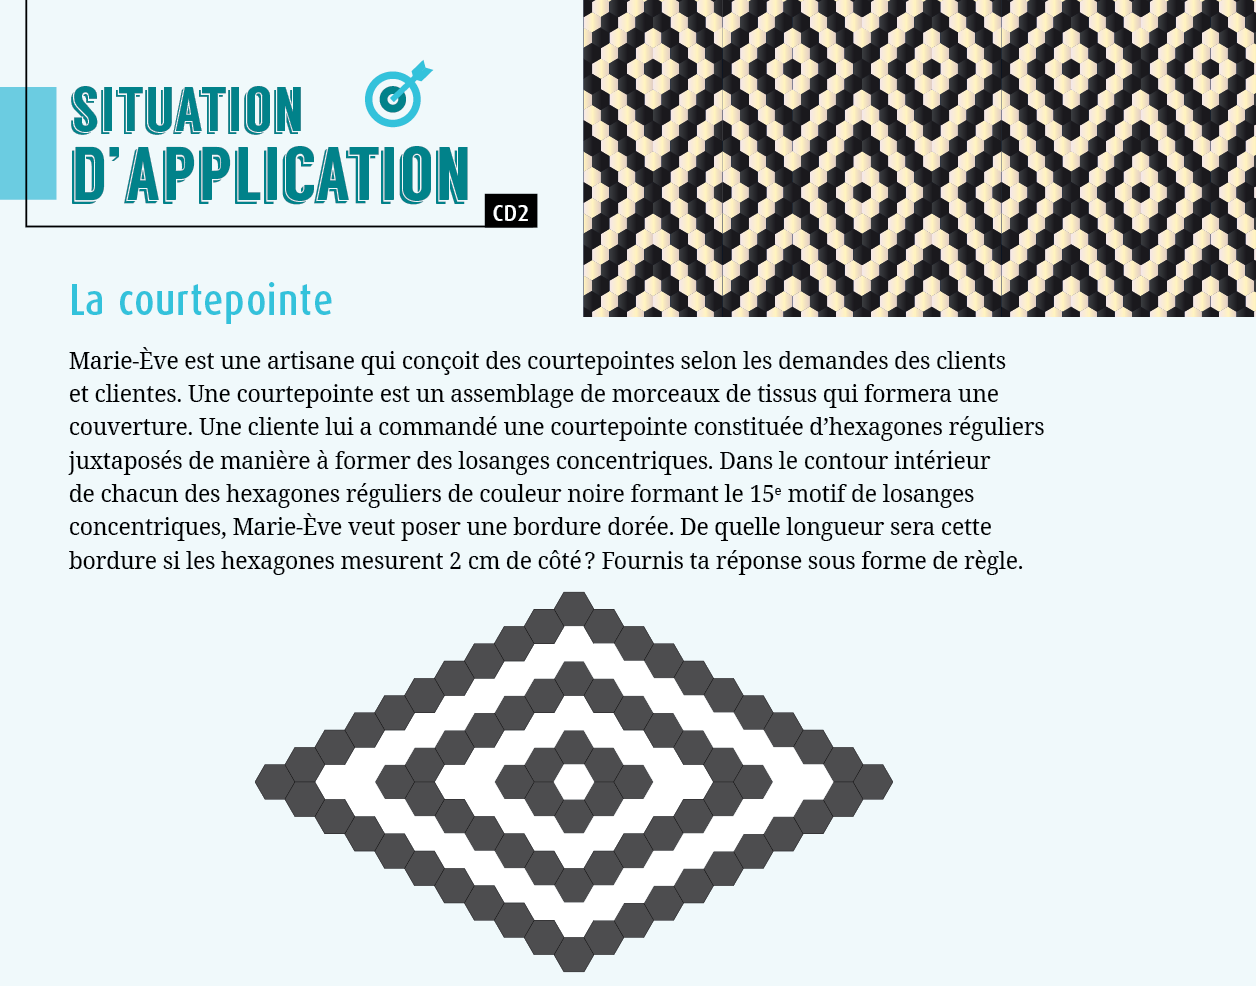 SITUATION
D'APPLICATION
CD2
La courtepointe
Marie-Ève est une artisane qui conçoit des courtepointes selon les demandes des clients
et clientes. Une courtepointe est un assemblage de morceaux de tissus qui formera une
couverture. Une cliente lui a commandé une courtepointe constituée d’hexagones réguliers
juxtaposés de manière à former des losanges concentriques. Dans le contour intérieur
de chacun des hexagones réguliers de couleur noire formant le 15e motif de losanges
concentriques, Marie-Ève veut poser une bordure dorée. De quelle longueur sera cette
bordure si les hexagones mesurent 2 cm de côté ? Fournis ta réponse sous forme de règle.